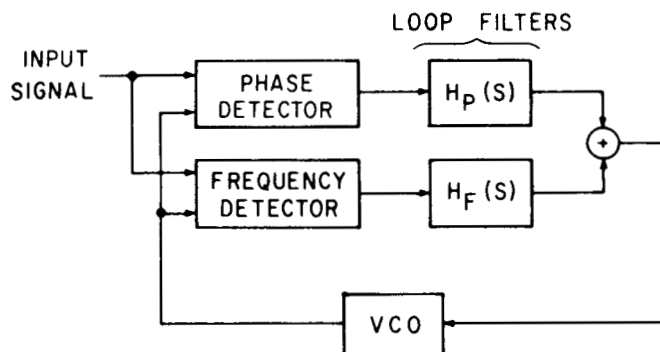 LOOP FILTERS
INPUT
SIGNAL
PHASE
DETECTOR
H_P(S)
+
FREQUENCY
DETECTOR
H_F(S)
VCO